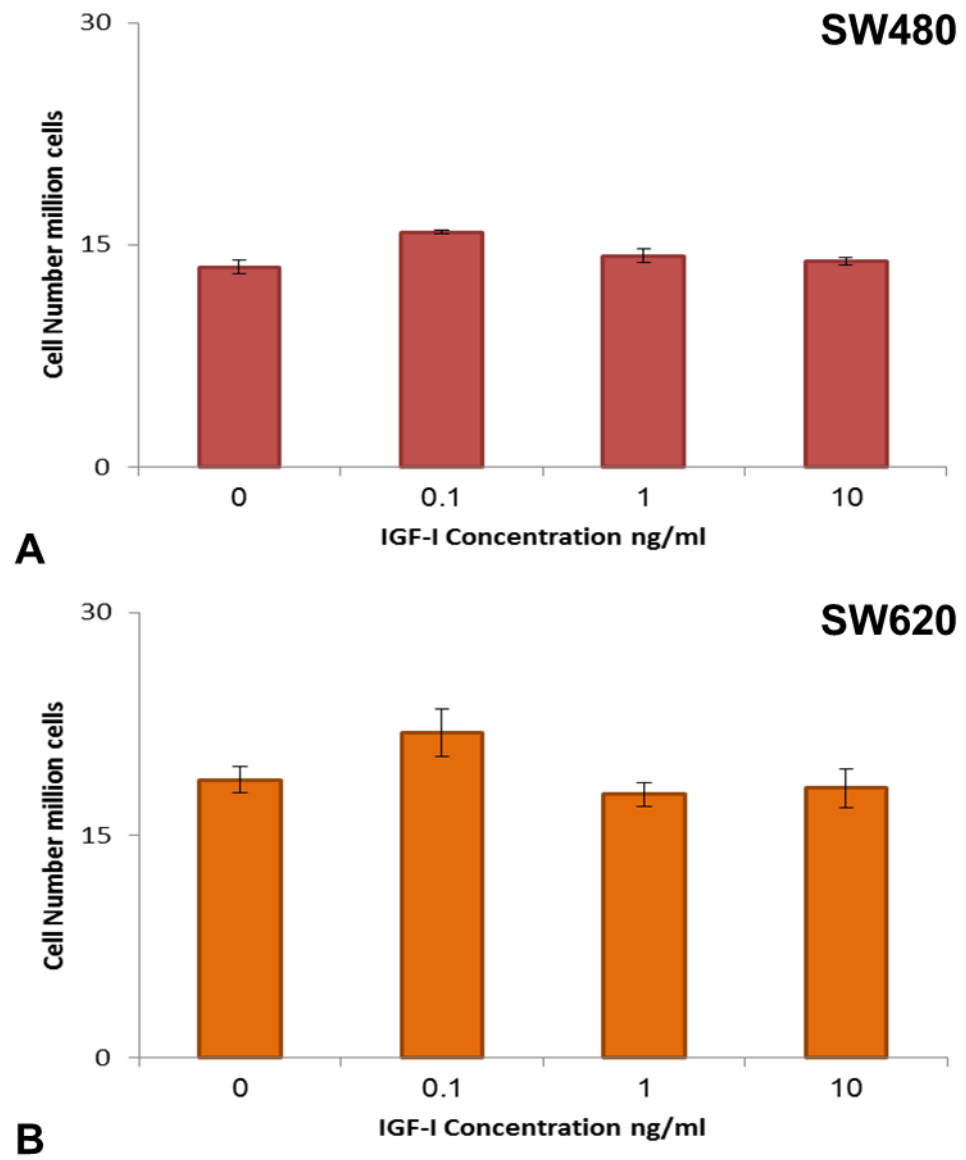 SW480
30
15
0
Cell Number million cells
0 0.1 1 10
IGF-I Concentration ng/ml
A
SW620
30
15
0
Cell Number million cells
0 0.1 1 10
IGF-I Concentration ng/ml
B